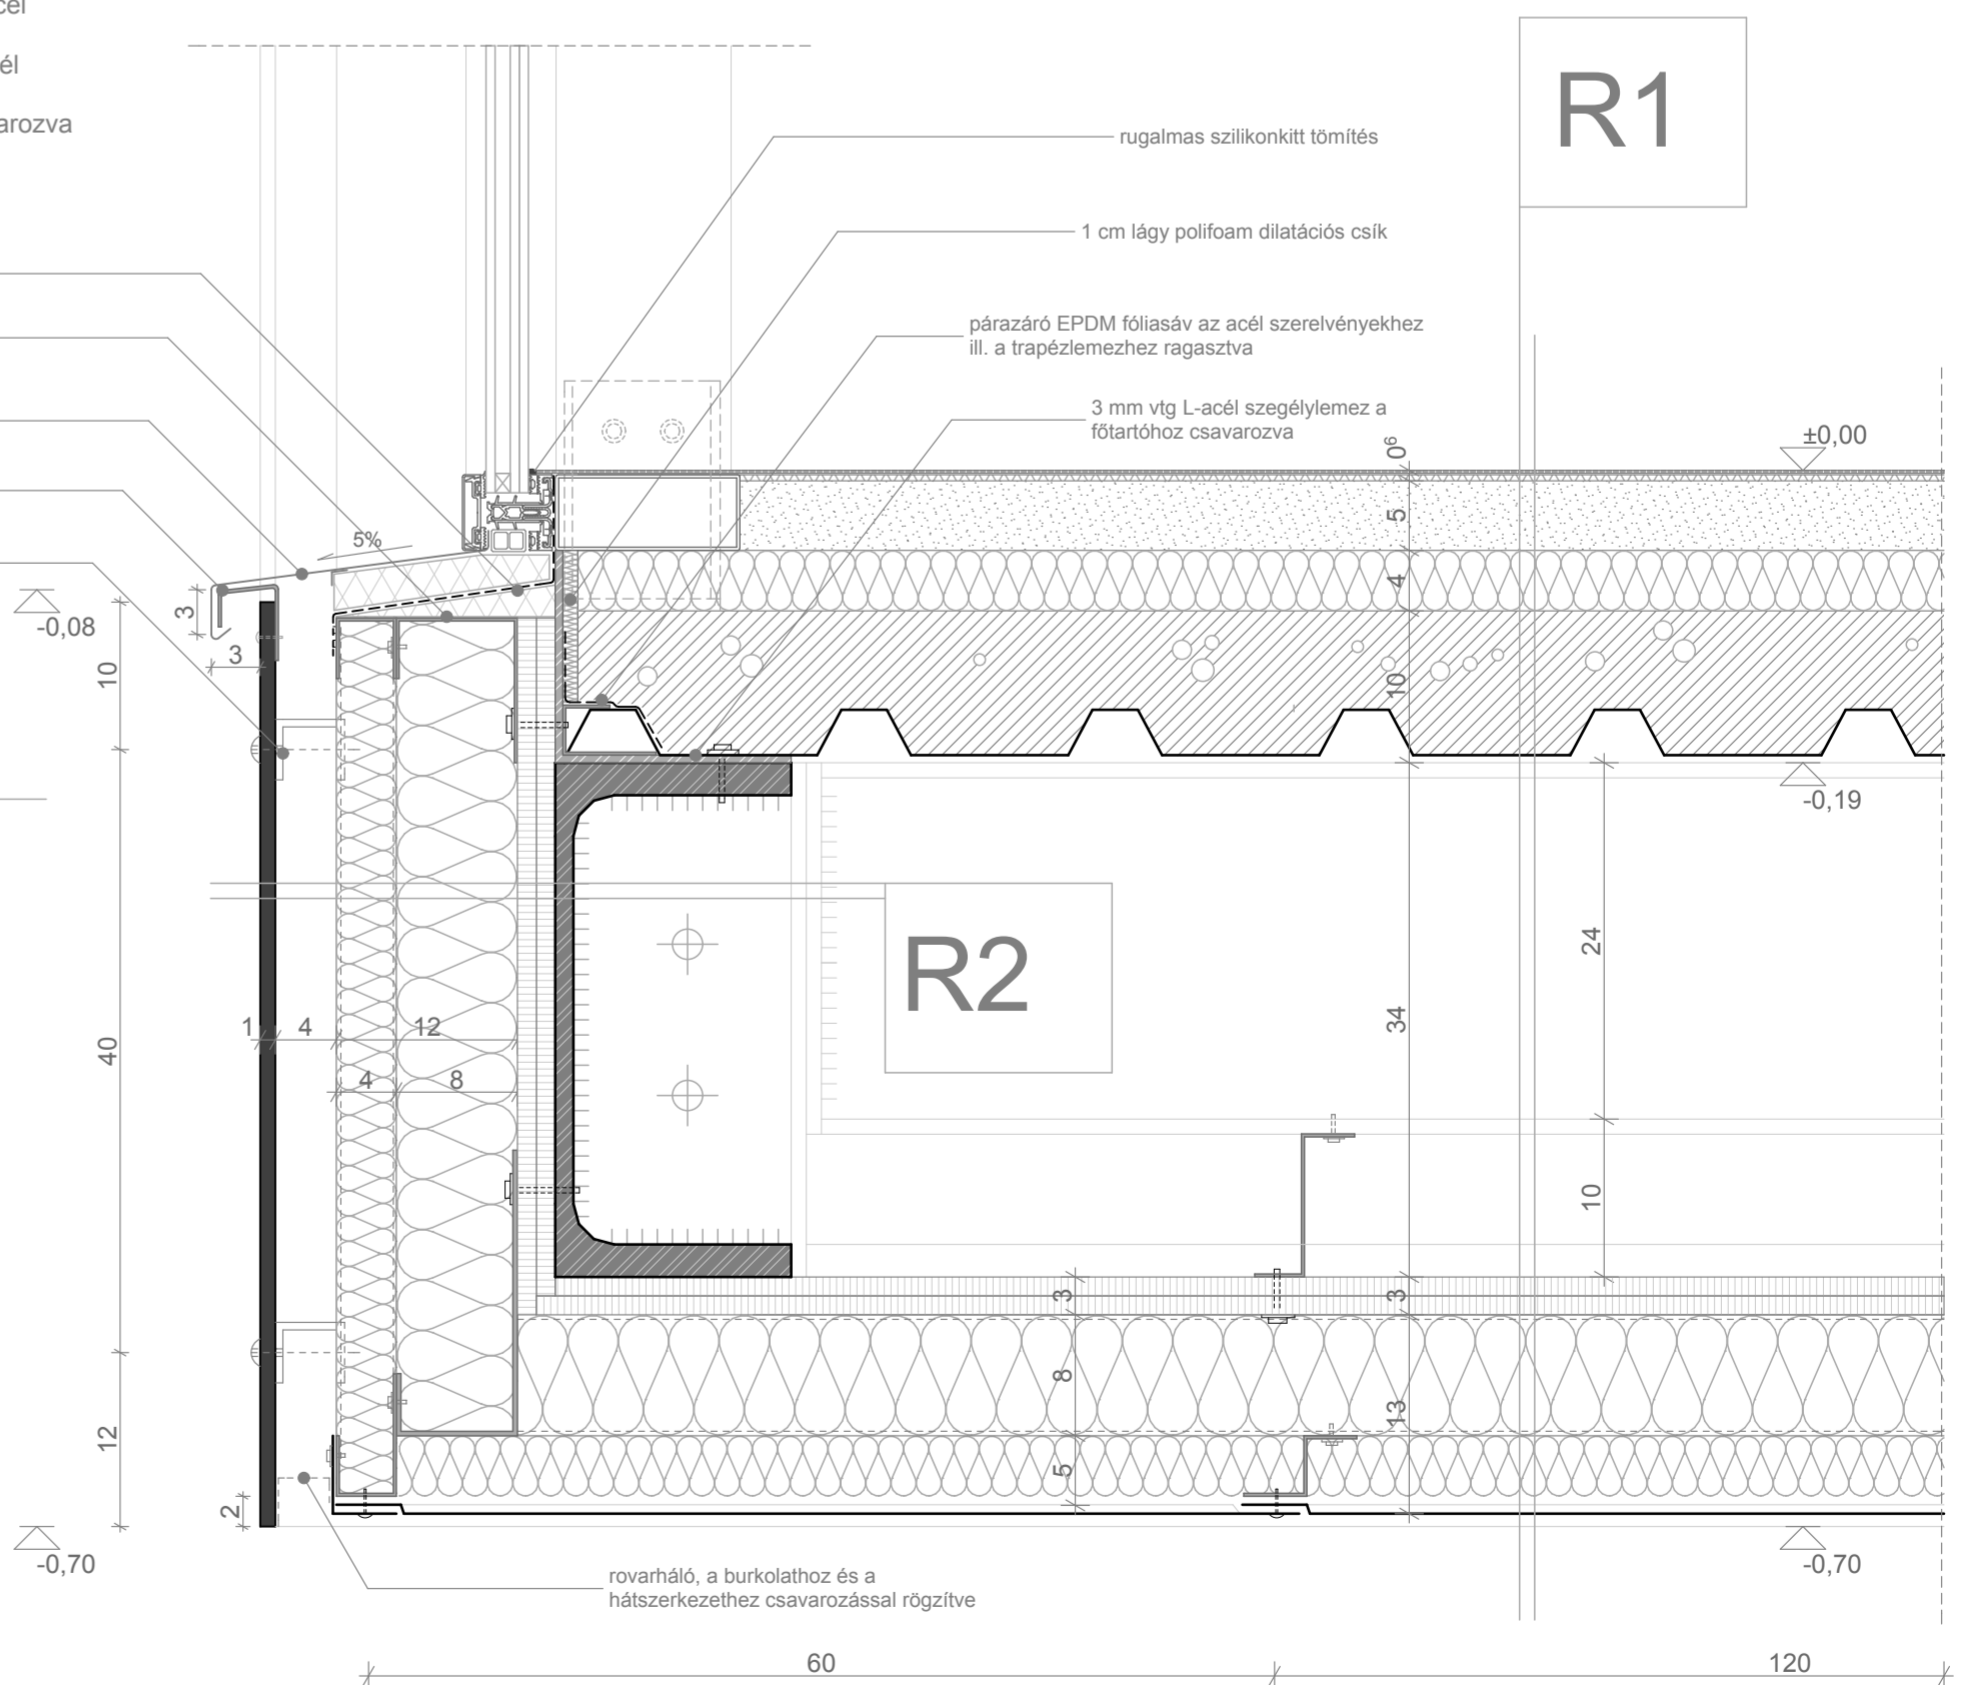 cél
él
arozva
R1
rugalmas szilikonkitt tömítés
1 cm lágy polifoam dilatációs csík
párazáró EPDM fóliasáv az acél szerelvényekhez
ill. a trapézlemezhez ragasztva
3 mm vtg L-acél szegélylemez a
főtartóhoz csavarozva
0⁶
±0,00
5
5%
4
3
-0,08
3
10
10
-0,19
24
R2
34
40
1
4
12
4
8
10
3
3
8
13
12
5
2
-0,70
-0,70
rovarháló, a burkolathoz és a
hátszerkezethez csavarozással rögzítve
60
120